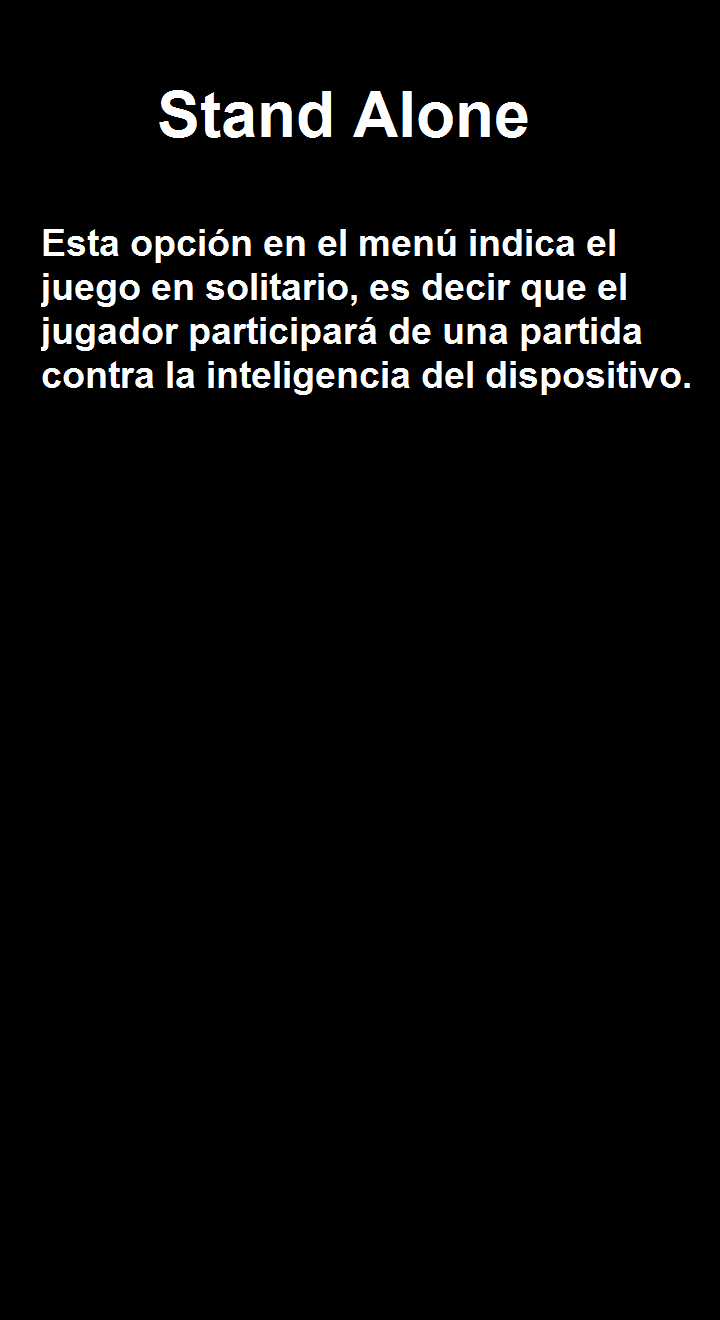 Stand Alone
Esta opción en el menú indica el
juego en solitario, es decir que el
jugador participará de una partida
contra la inteligencia del dispositivo.